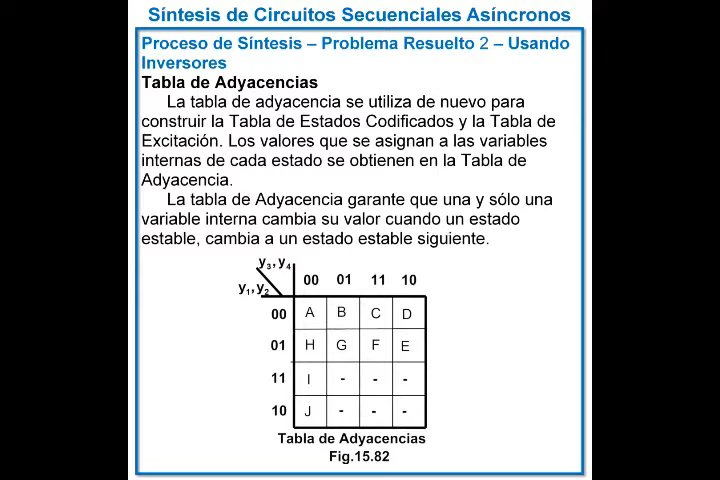 Síntesis de Circuitos Secuenciales Asíncronos
Proceso de Síntesis – Problema Resuelto 2 – Usando
Inversores
Tabla de Adyacencias
La tabla de adyacencia se utiliza de nuevo para
construir la Tabla de Estados Codificados y la Tabla de
Excitación. Los valores que se asignan a las variables
internas de cada estado se obtienen en la Tabla de
Adyacencia.
La tabla de Adyacencia garante que una y sólo una
variable interna cambia su valor cuando un estado
estable, cambia a un estado estable siguiente.
y3,y4
00 01 11 10
y1,y2
00 A B C D
01 H G F E
11 I - - -
10 J - - -
Tabla de Adyacencias
Fig.15.82